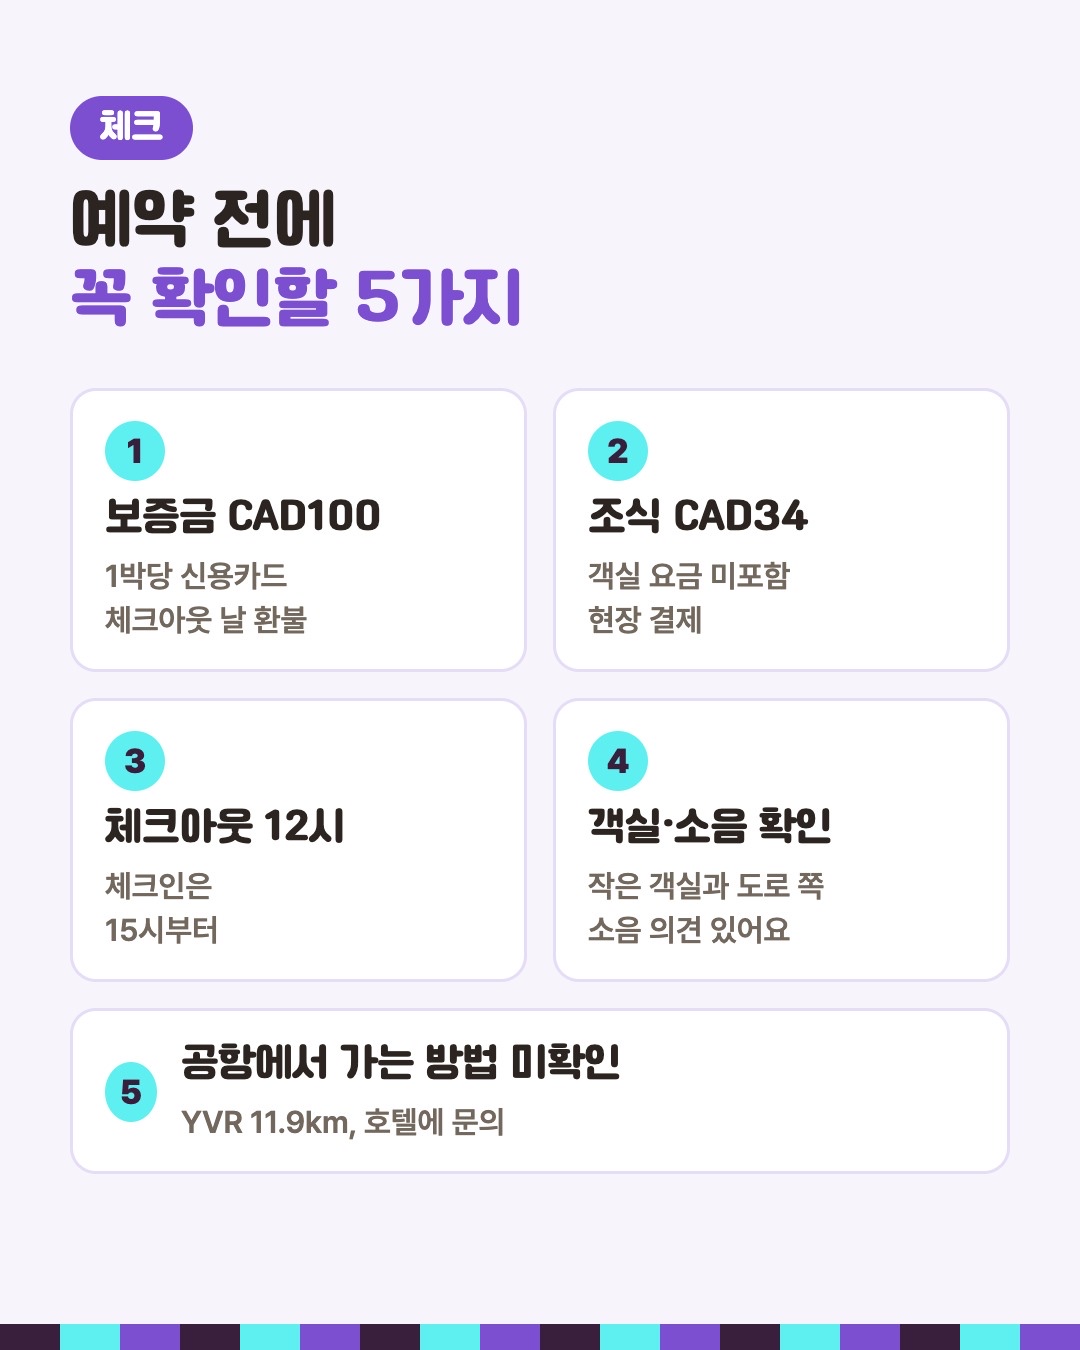 체크
예약 전에
꼭 확인할 5가지
1
보증금 CAD100
1박당 신용카드
체크아웃 날 환불
2
조식 CAD34
객실 요금 미포함
현장 결제
3
체크아웃 12시
체크인은
15시부터
4
객실·소음 확인
작은 객실과 도로 쪽
소음 의견 있어요
5
공항에서 가는 방법 미확인
YVR 11.9km, 호텔에 문의